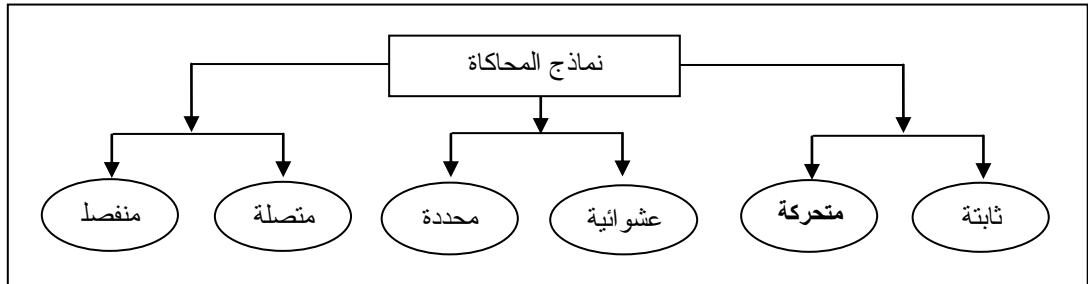 نماذج المحاكاة
ثابتة
متحركة
عشوائية
محددة
متصلة
منفصل